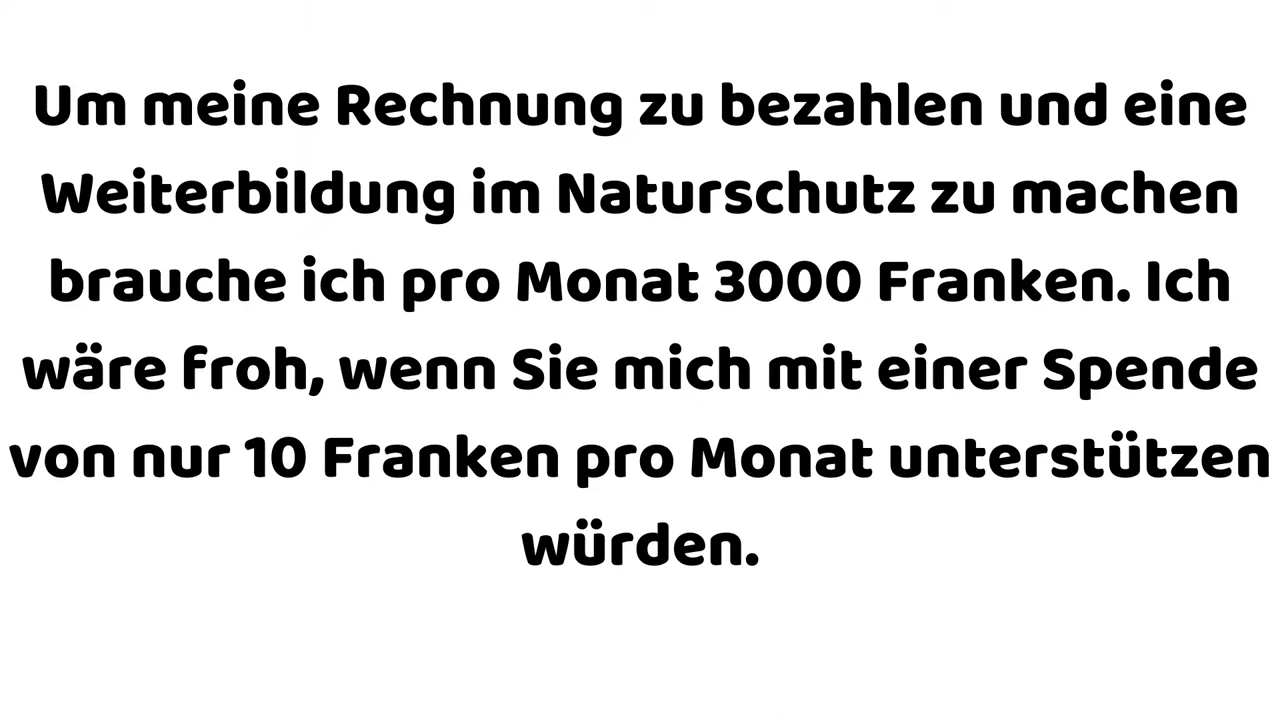 Um meine Rechnung zu bezahlen und eine
Weiterbildung im Naturschutz zu machen
brauche ich pro Monat 3000 Franken. Ich
wäre froh, wenn Sie mich mit einer Spende
von nur 10 Franken pro Monat unterstützen
würden.